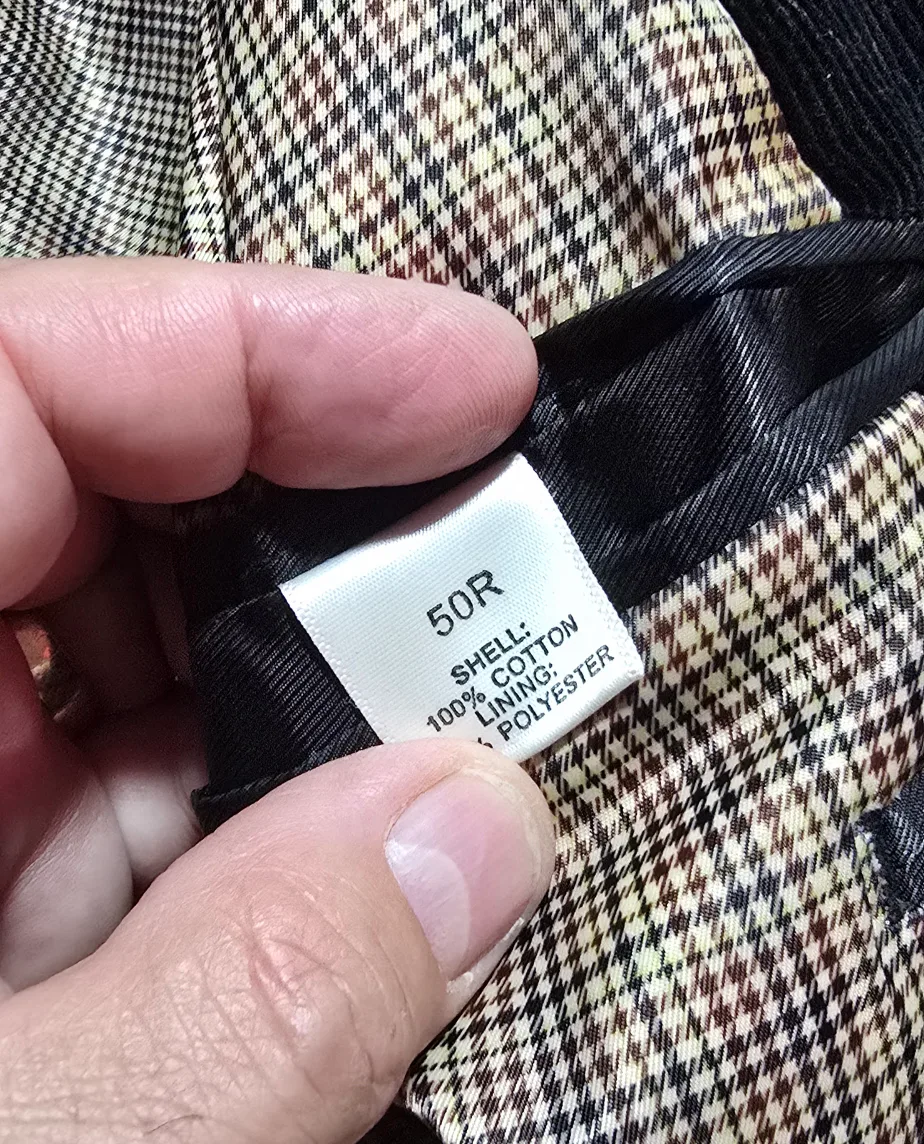 50R
SHELL:
100% COTTON
LINING:
% POLYESTER